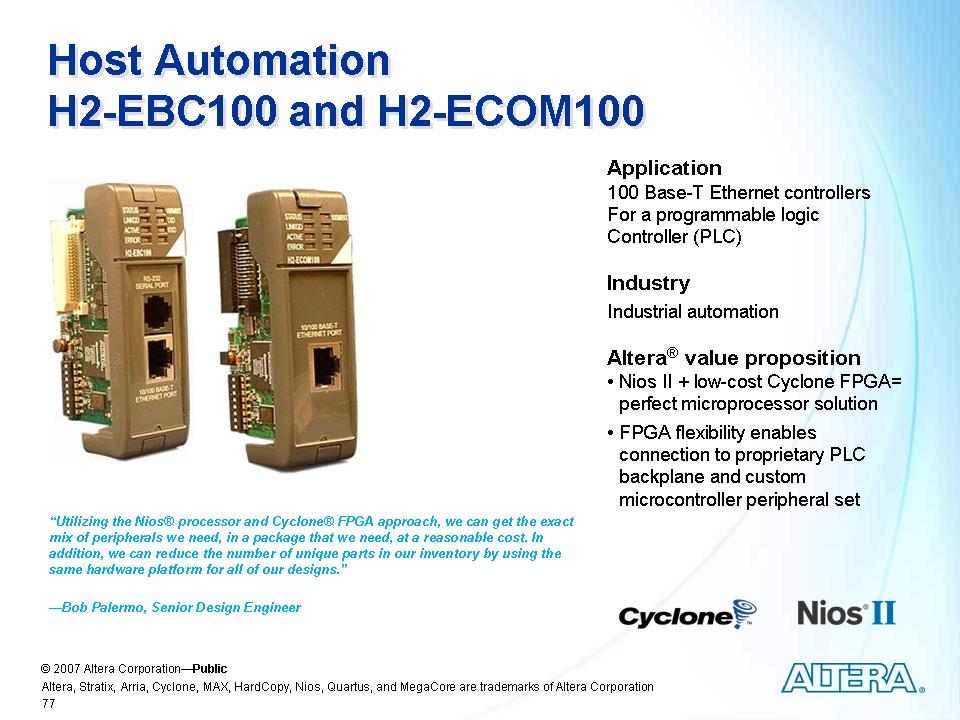 Host Automation
H2-EBC100 and H2-ECOM100
STATUS
LINKGD
ACTIVE
ERROR
TXD
RXD
H2-EBC100
RS-232
SERIAL PORT
10/100 BASE-T
ETHERNET PORT
STATUS
LINKGD
ACTIVE
ERROR
H2-ECOM100
10/100 BASE-T
ETHERNET PORT
Application
100 Base-T Ethernet controllers
For a programmable logic
Controller (PLC)
Industry
Industrial automation
Altera® value proposition
• Nios II + low-cost Cyclone FPGA=
perfect microprocessor solution
• FPGA flexibility enables
connection to proprietary PLC
backplane and custom
microcontroller peripheral set
“Utilizing the Nios® processor and Cyclone® FPGA approach, we can get the exact
mix of peripherals we need, in a package that we need, at a reasonable cost. In
addition, we can reduce the number of unique parts in our inventory by using the
same hardware platform for all of our designs.”
—Bob Palermo, Senior Design Engineer
Cyclone™
Nios® II
© 2007 Altera Corporation—Public
Altera, Stratix, Arria, Cyclone, MAX, HardCopy, Nios, Quartus, and MegaCore are trademarks of Altera Corporation
77
ALTERA®